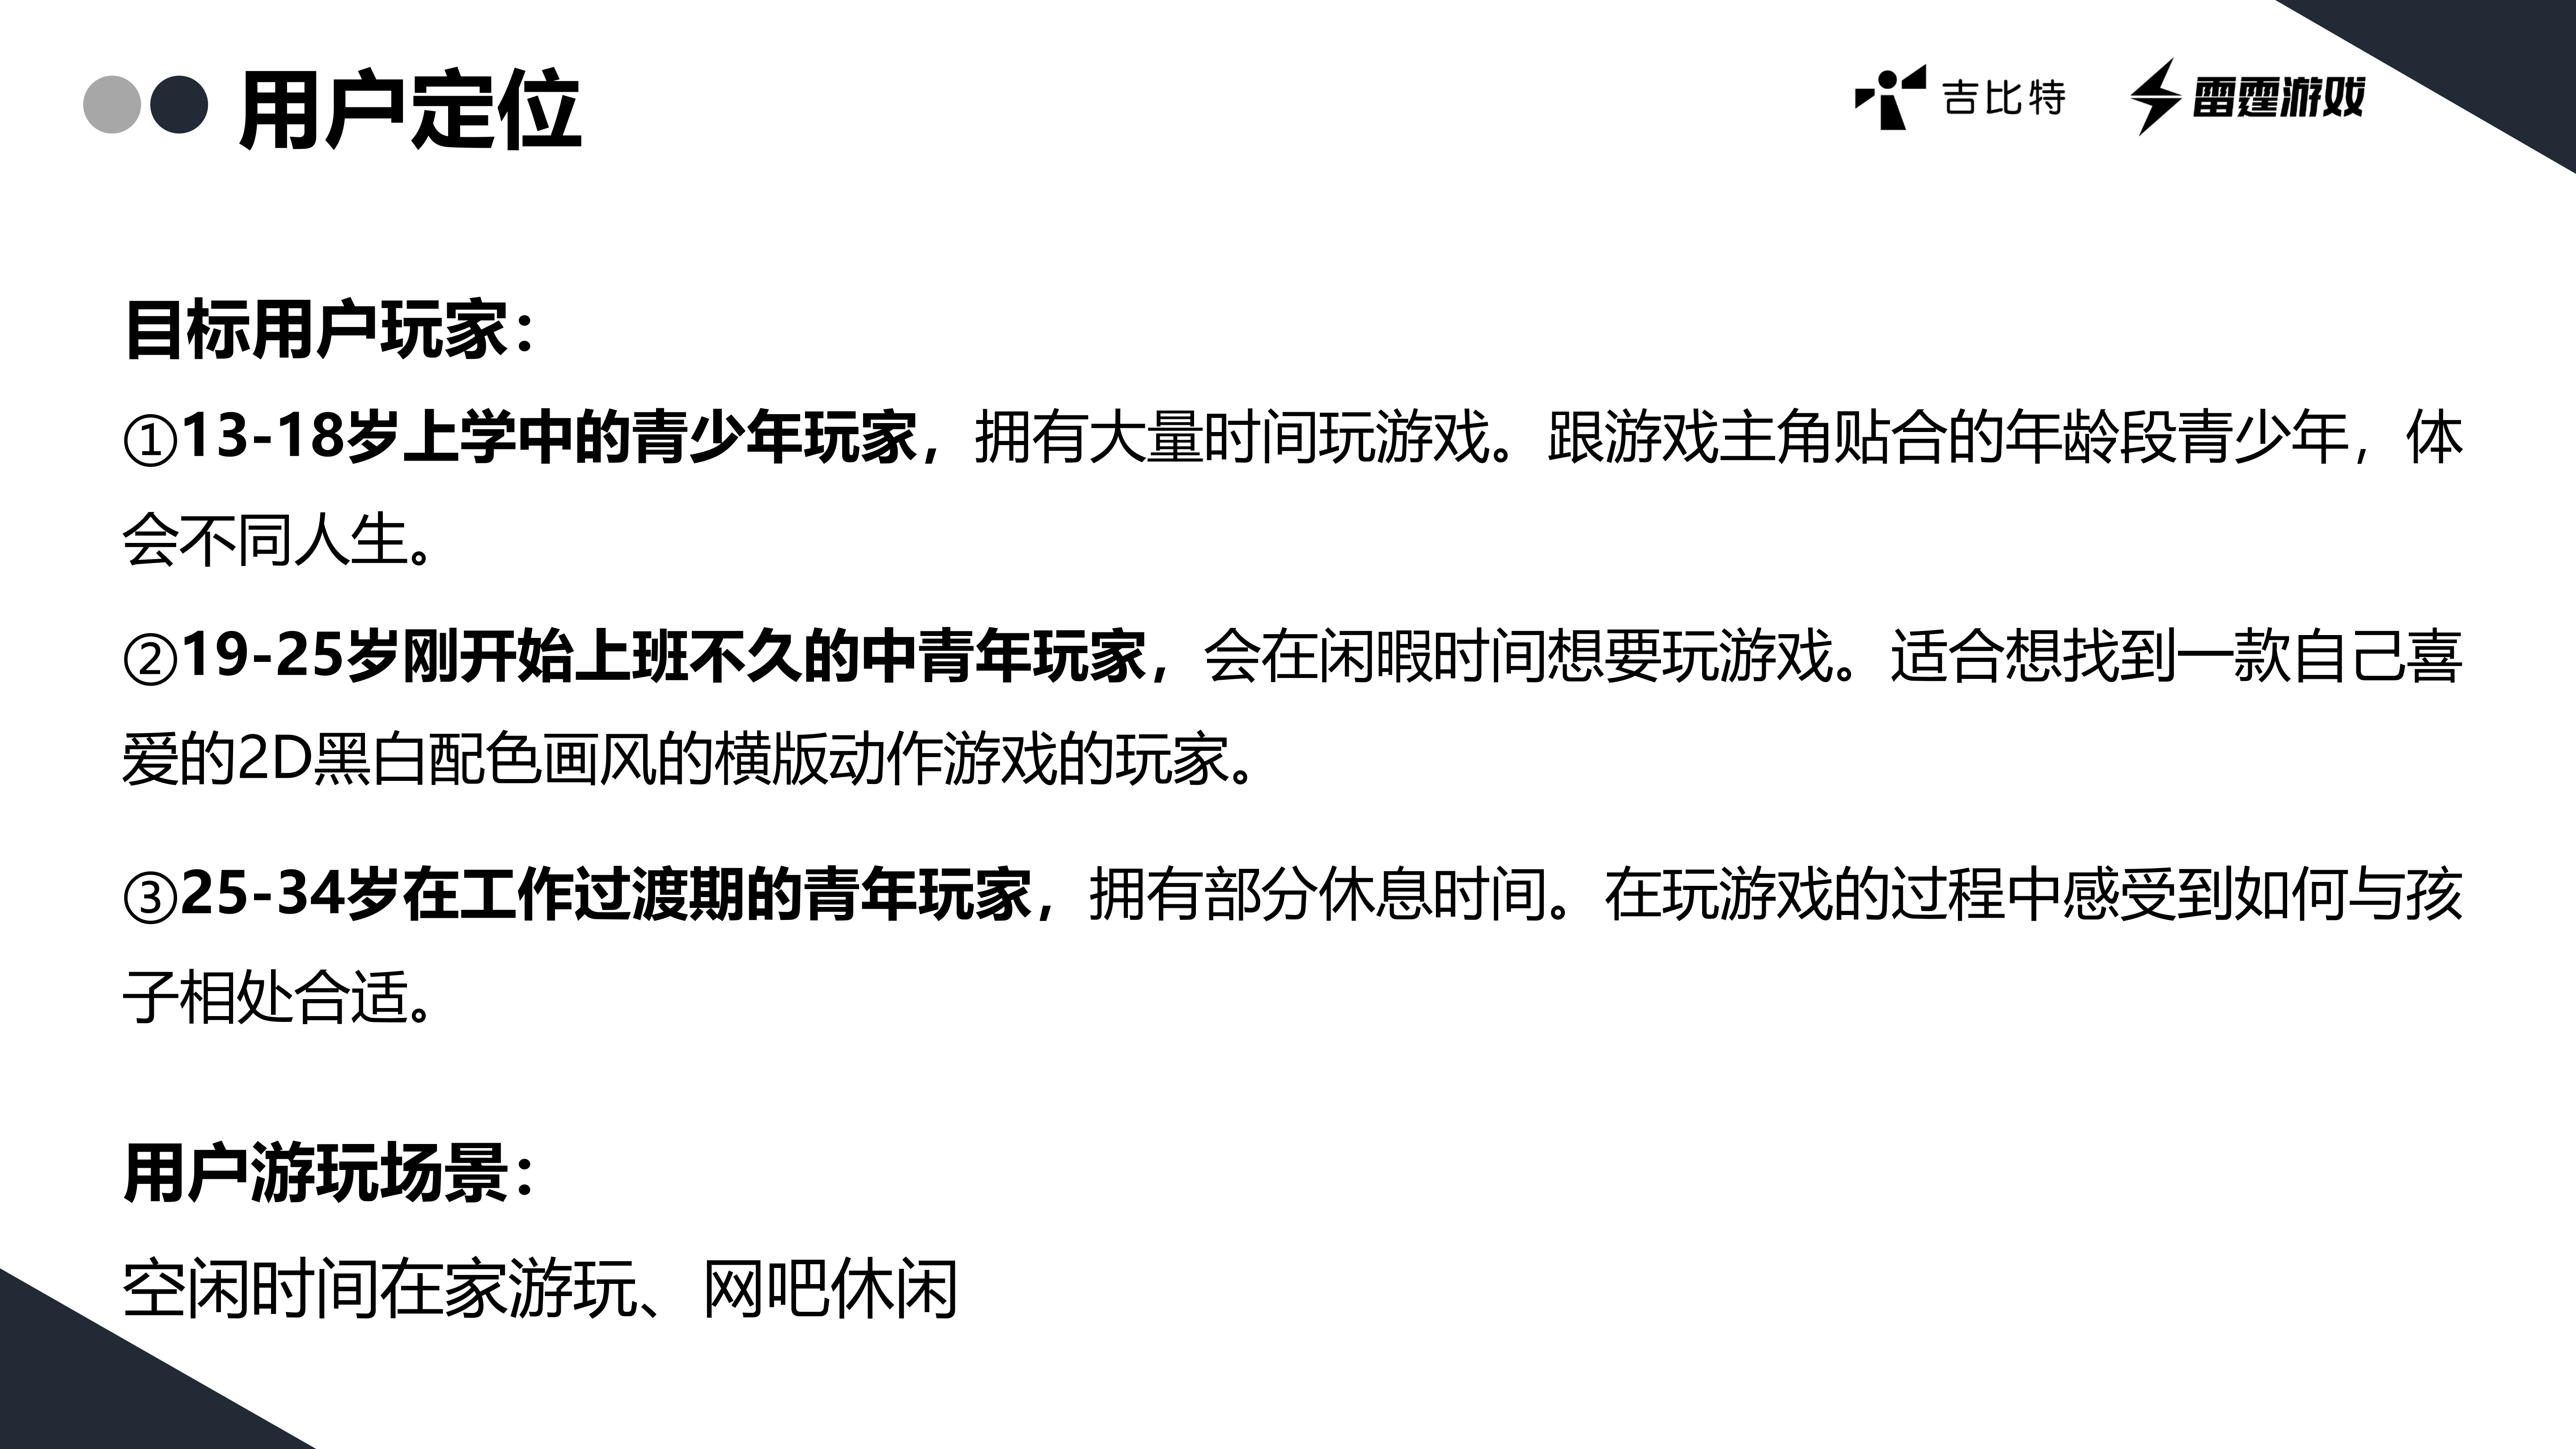 用户定位
吉比特
雷霆游戏
目标用户玩家：
①13-18岁上学中的青少年玩家，拥有大量时间玩游戏。跟游戏主角贴合的年龄段青少年，体
会不同人生。
②19-25岁刚开始上班不久的中青年玩家，会在闲暇时间想要玩游戏。适合想找到一款自己喜
爱的2D黑白配色画风的横版动作游戏的玩家。
③25-34岁在工作过渡期的青年玩家，拥有部分休息时间。在玩游戏的过程中感受到如何与孩
子相处合适。
用户游玩场景：
空闲时间在家游玩、网吧休闲